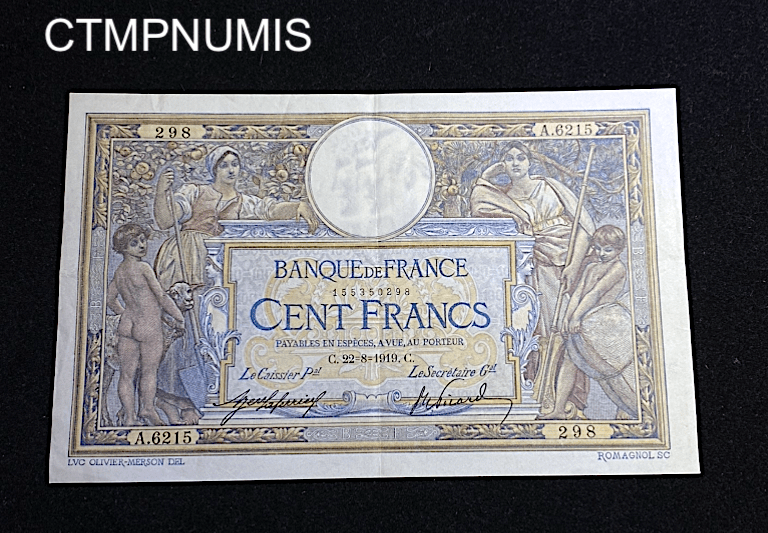 CTMPNUMIS
298 A.6215
BANQUE DE FRANCE
155350298
CENT FRANCS
PAYABLES EN ESPÈCES, A VUE, AU PORTEUR
C. 22=8=1919. C.
Le Caissier Pal Le Secrétaire Gal
A.6215 298
LVC OLIVIER-MERSON DEL ROMAGNOL SC